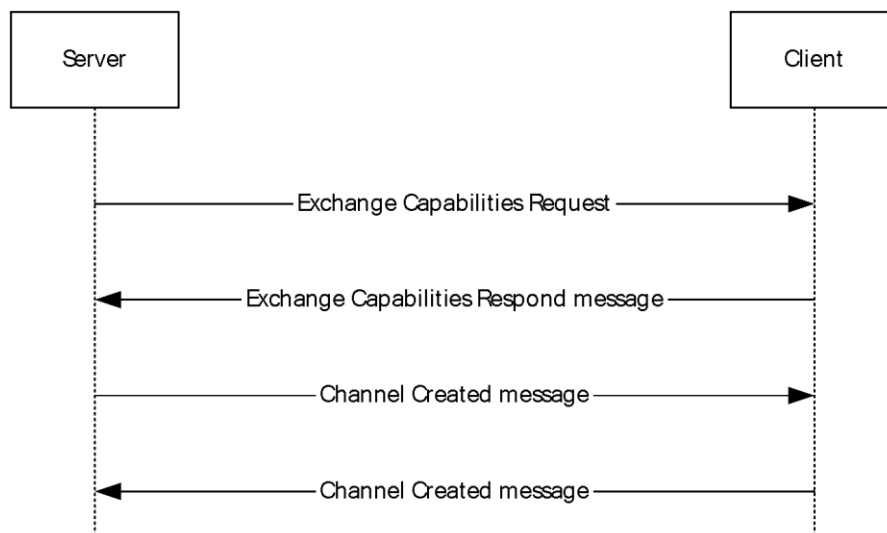 Server
Client
Exchange Capabilities Request
Exchange Capabilities Respond message
Channel Created message
Channel Created message